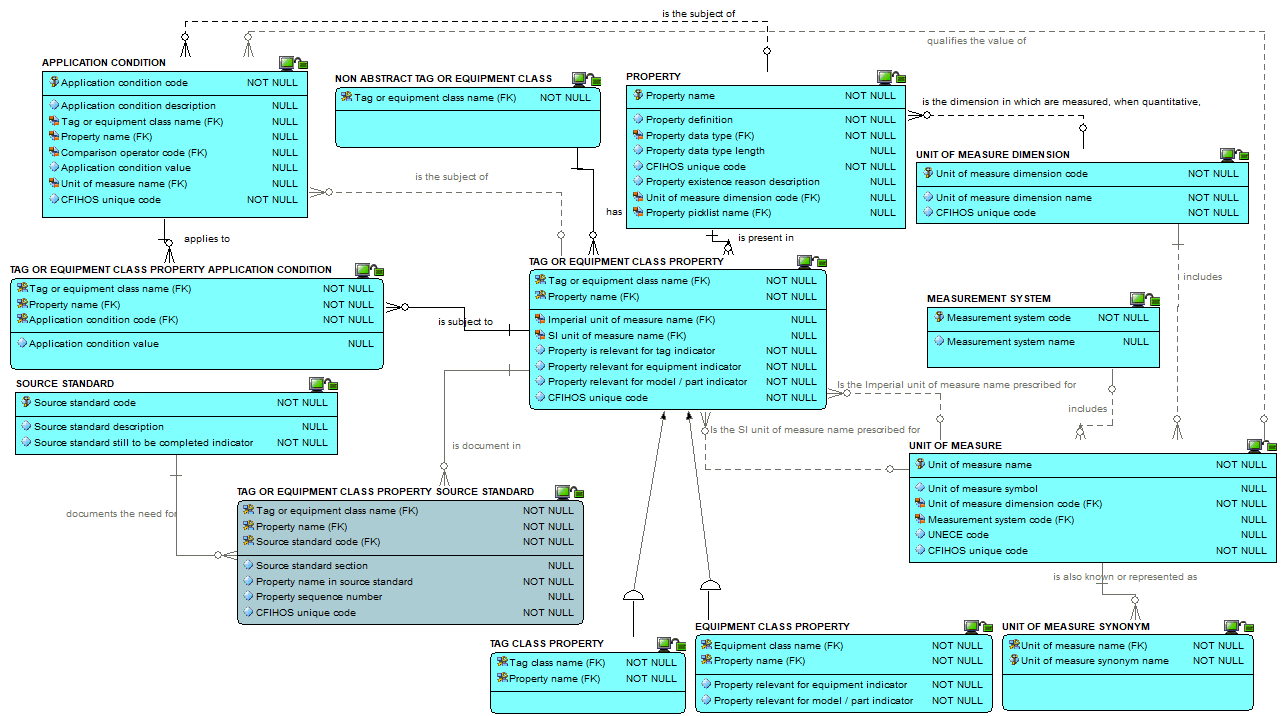 is the subject of
qualifies the value of
APPLICATION CONDITION
Application condition code NOT NULL
Application condition description NULL
Tag or equipment class name (FK) NULL
Property name (FK) NULL
Comparison operator code (FK) NULL
Application condition value NULL
Unit of measure name (FK) NULL
CFIHOS unique code NOT NULL
NON ABSTRACT TAG OR EQUIPMENT CLASS
Tag or equipment class name (FK) NOT NULL
PROPERTY
Property name NOT NULL
Property definition NOT NULL
Property data type (FK) NOT NULL
Property data type length NULL
CFIHOS unique code NOT NULL
Property existence reason description NULL
Unit of measure dimension code (FK) NULL
Property picklist name (FK) NULL
is the dimension in which are measured, when quantitative,
UNIT OF MEASURE DIMENSION
Unit of measure dimension code NOT NULL
Unit of measure dimension name NOT NULL
CFIHOS unique code NOT NULL
is the subject of
has
is present in
applies to
includes
TAG OR EQUIPMENT CLASS PROPERTY APPLICATION CONDITION
Tag or equipment class name (FK) NOT NULL
Property name (FK) NOT NULL
Application condition code (FK) NOT NULL
Application condition value NULL
is subject to
TAG OR EQUIPMENT CLASS PROPERTY
Tag or equipment class name (FK) NOT NULL
Property name (FK) NOT NULL
Imperial unit of measure name (FK) NULL
SI unit of measure name (FK) NULL
Property is relevant for tag indicator NOT NULL
Property relevant for equipment indicator NOT NULL
Property relevant for model / part indicator NOT NULL
CFIHOS unique code NOT NULL
MEASUREMENT SYSTEM
Measurement system code NOT NULL
Measurement system name NULL
includes
Is the Imperial unit of measure name prescribed for
Is the SI unit of measure name prescribed for
SOURCE STANDARD
Source standard code NOT NULL
Source standard description NULL
Source standard still to be completed indicator NOT NULL
is document in
documents the need for
UNIT OF MEASURE
Unit of measure name NOT NULL
Unit of measure symbol NULL
Unit of measure dimension code (FK) NOT NULL
Measurement system code (FK) NULL
UNECE code NULL
CFIHOS unique code NOT NULL
is also known or represented as
TAG OR EQUIPMENT CLASS PROPERTY SOURCE STANDARD
Tag or equipment class name (FK) NOT NULL
Property name (FK) NOT NULL
Source standard code (FK) NOT NULL
Source standard section NULL
Property name in source standard NOT NULL
Property sequence number NULL
CFIHOS unique code NOT NULL
TAG CLASS PROPERTY
Tag class name (FK) NOT NULL
Property name (FK) NOT NULL
EQUIPMENT CLASS PROPERTY
Equipment class name (FK) NOT NULL
Property name (FK) NOT NULL
Property relevant for equipment indicator NOT NULL
Property relevant for model / part indicator NOT NULL
UNIT OF MEASURE SYNONYM
Unit of measure name (FK) NOT NULL
Unit of measure synonym name NOT NULL